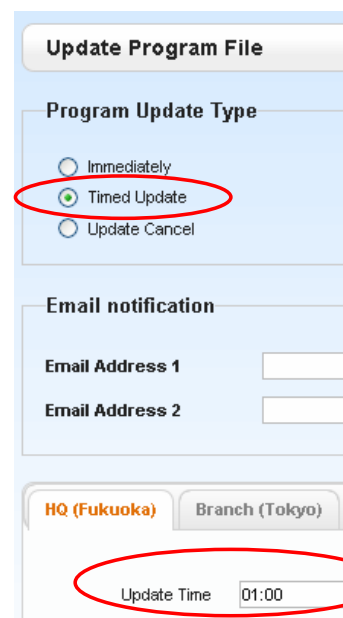 Update Program File
Program Update Type
Immediately
Timed Update
Update Cancel
Email notification
Email Address 1
Email Address 2
HQ (Fukuoka) Branch (Tokyo)
Update Time 01:00